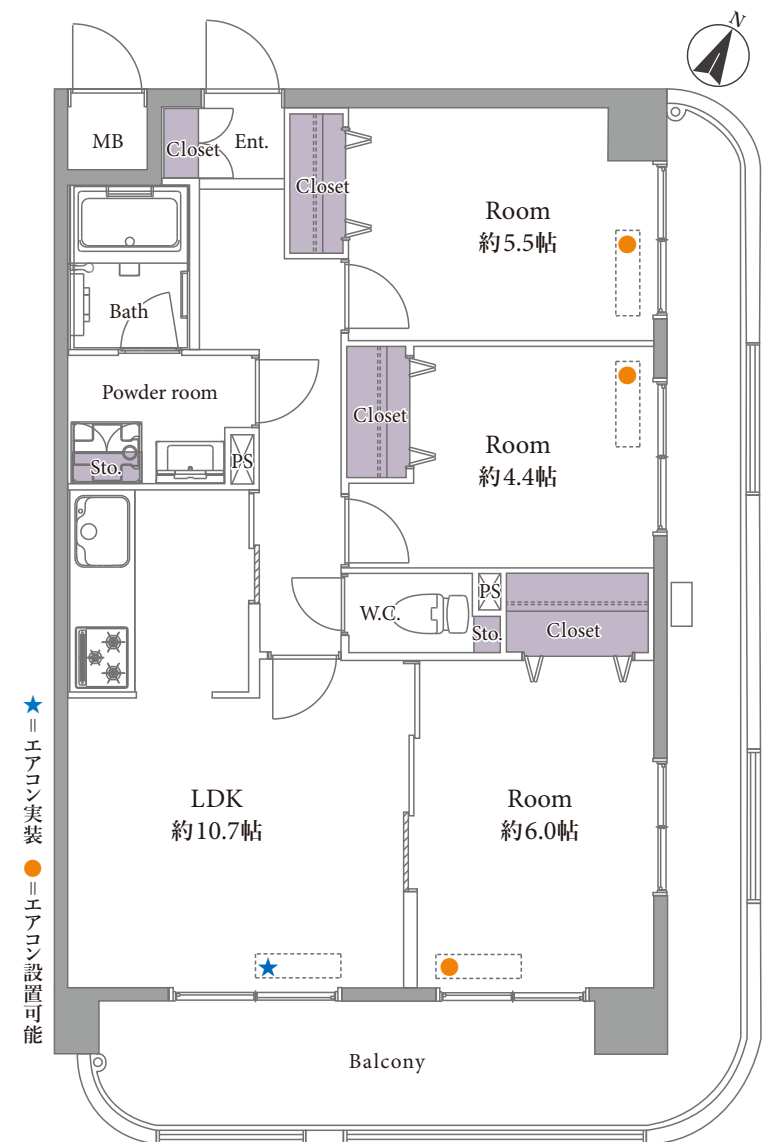 N
MB
Closet
Ent.
Closet
Room
約5.5帖
Bath
Powder room
Closet
Room
約4.4帖
Sto.
PS
W.C.
PS
Sto.
Closet
LDK
約10.7帖
Room
約6.0帖
★=エアコン実装 ●=エアコン設置可能
Balcony